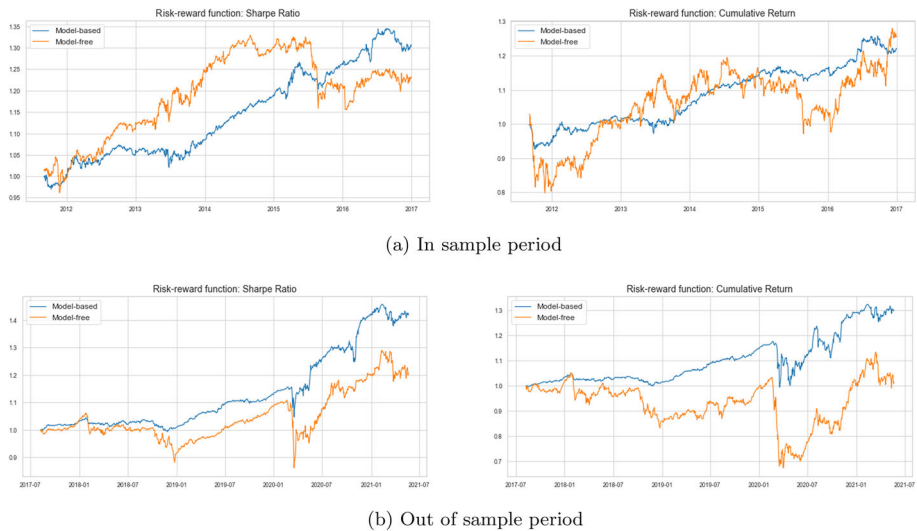 Risk-reward function: Sharpe Ratio
Model-based
Model-free
1.35
1.30
1.25
1.20
1.15
1.10
1.05
1.00
0.95
2012 2013 2014 2015 2016 2017
Risk-reward function: Cumulative Return
Model-based
Model-free
1.3
1.2
1.1
1.0
0.9
0.8
2012 2013 2014 2015 2016 2017
(a) In sample period
Risk-reward function: Sharpe Ratio
Model-based
Model-free
1.4
1.3
1.2
1.1
1.0
0.9
2017-07 2018-01 2018-07 2019-01 2019-07 2020-01 2020-07 2021-01 2021-07
Risk-reward function: Cumulative Return
Model-based
Model-free
1.3
1.2
1.1
1.0
0.9
0.8
0.7
2017-07 2018-01 2018-07 2019-01 2019-07 2020-01 2020-07 2021-01 2021-07
(b) Out of sample period